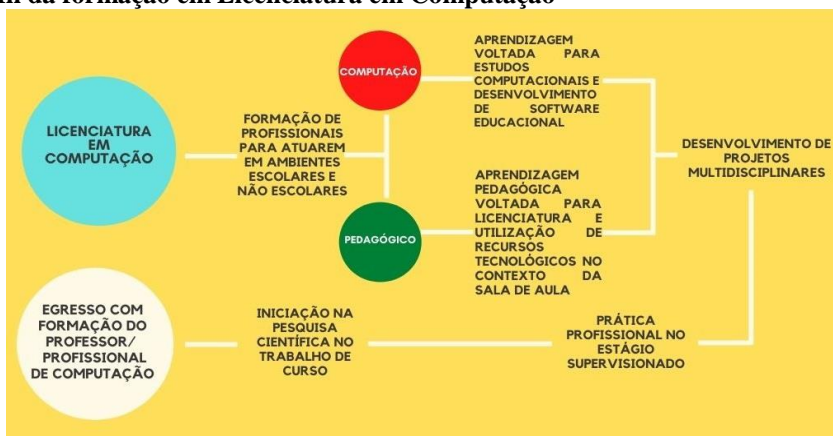 da formação em Licenciatura em Computação
LICENCIATURA
EM
COMPUTAÇÃO
FORMAÇÃO DE
PROFISSIONAIS
PARA ATUAREM
EM AMBIENTES
ESCOLARES E
NÃO ESCOLARES
COMPUTAÇÃO
APRENDIZAGEM
VOLTADA PARA
ESTUDOS
COMPUTACIONAIS E
DESENVOLVIMENTO
DE SOFTWARE
EDUCACIONAL
PEDAGÓGICO
APRENDIZAGEM
PEDAGÓGICA
VOLTADA PARA
LICENCIATURA E
UTILIZAÇÃO DE
RECURSOS
TECNOLÓGICOS NO
CONTEXTO DA
SALA DE AULA
DESENVOLVIMENTO DE
PROJETOS
MULTIDISCIPLINARES
PRÁTICA
PROFISSIONAL NO
ESTÁGIO
SUPERVISIONADO
INICIAÇÃO NA
PESQUISA
CIENTÍFICA NO
TRABALHO DE
CURSO
EGRESSO COM
FORMAÇÃO DO
PROFESSOR/
PROFISSIONAL
DE COMPUTAÇÃO